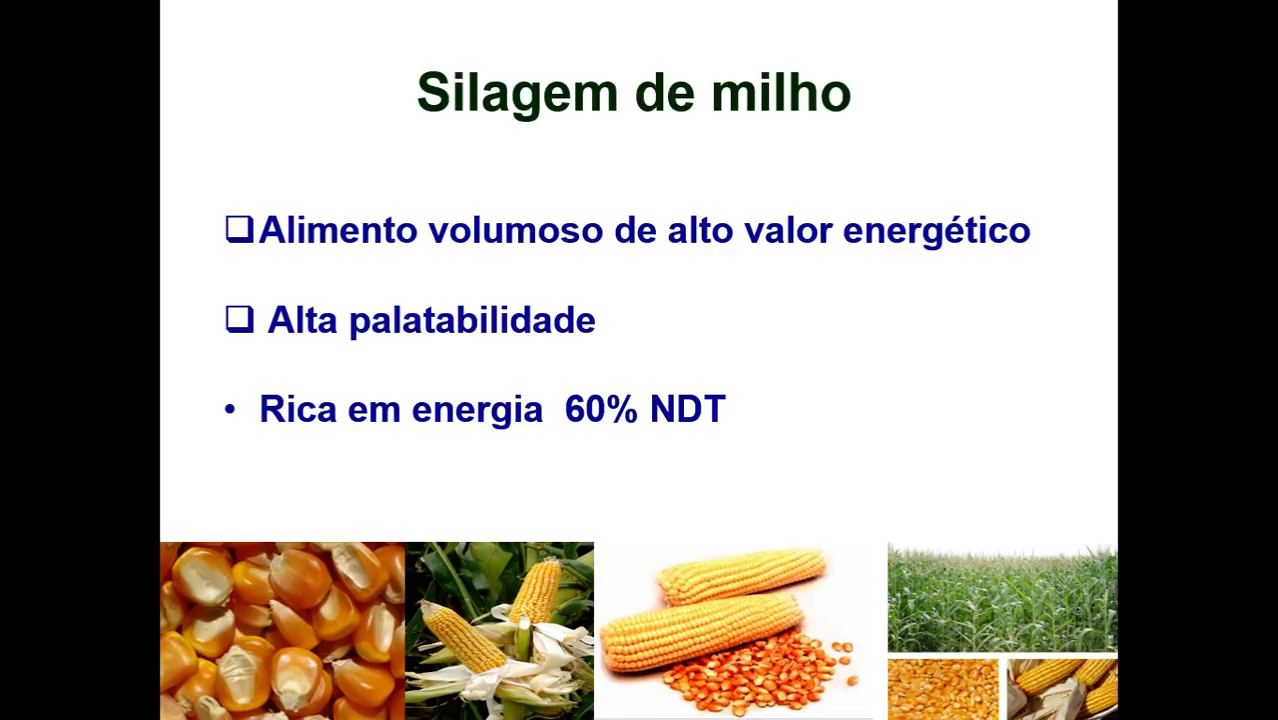 Silagem de milho
❑Alimento volumoso de alto valor energético
❑ Alta palatabilidade
• Rica em energia  60% NDT